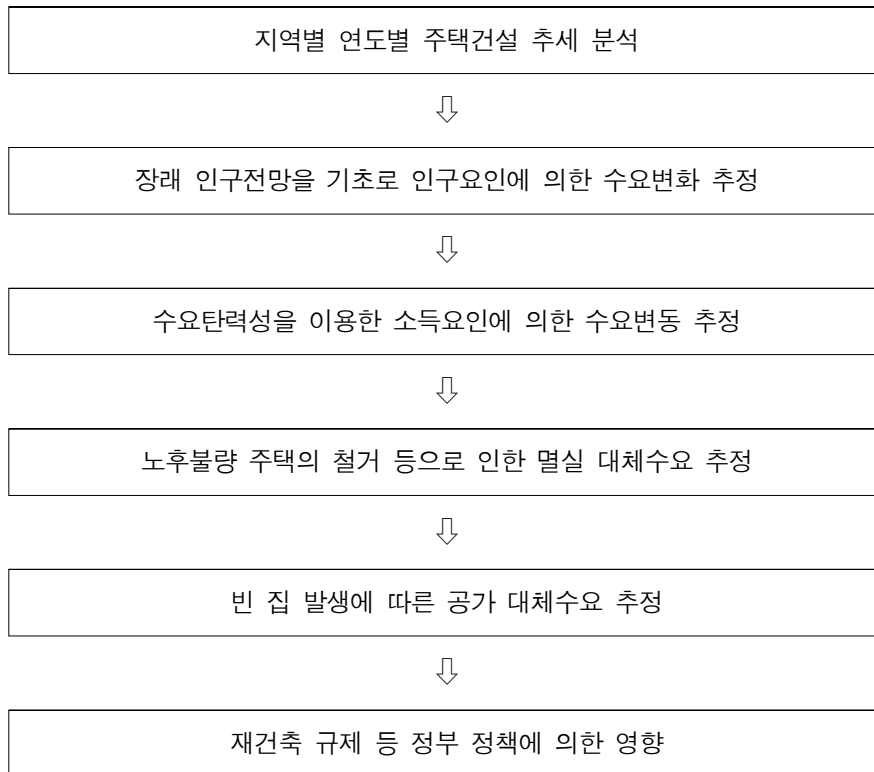 지역별 연도별 주택건설 추세 분석
장래 인구전망을 기초로 인구요인에 의한 수요변화 추정
수요탄력성을 이용한 소득요인에 의한 수요변동 추정
노후불량 주택의 철거 등으로 인한 멸실 대체수요 추정
빈 집 발생에 따른 공가 대체수요 추정
재건축 규제 등 정부 정책에 의한 영향